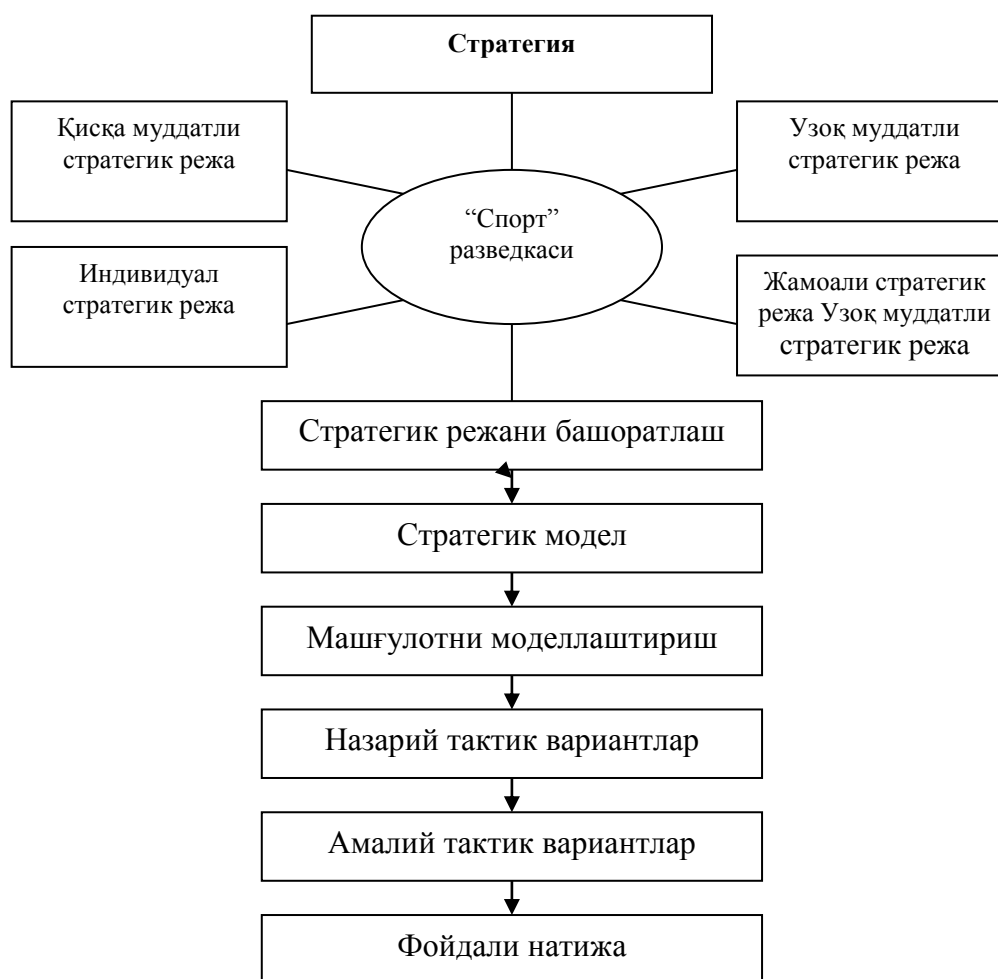 Стратегия
Қисқа муддатли
стратегик режа
Узоқ муддатли
стратегик режа
“Спорт”
разведкаси
Индивидуал
стратегик режа
Жамоали стратегик
режа Узоқ муддатли
стратегик режа
Стратегик режани башоратлаш
Стратегик модел
Машғулотни моделлаштириш
Назарий тактик вариантлар
Амалий тактик вариантлар
Фойдали натижа